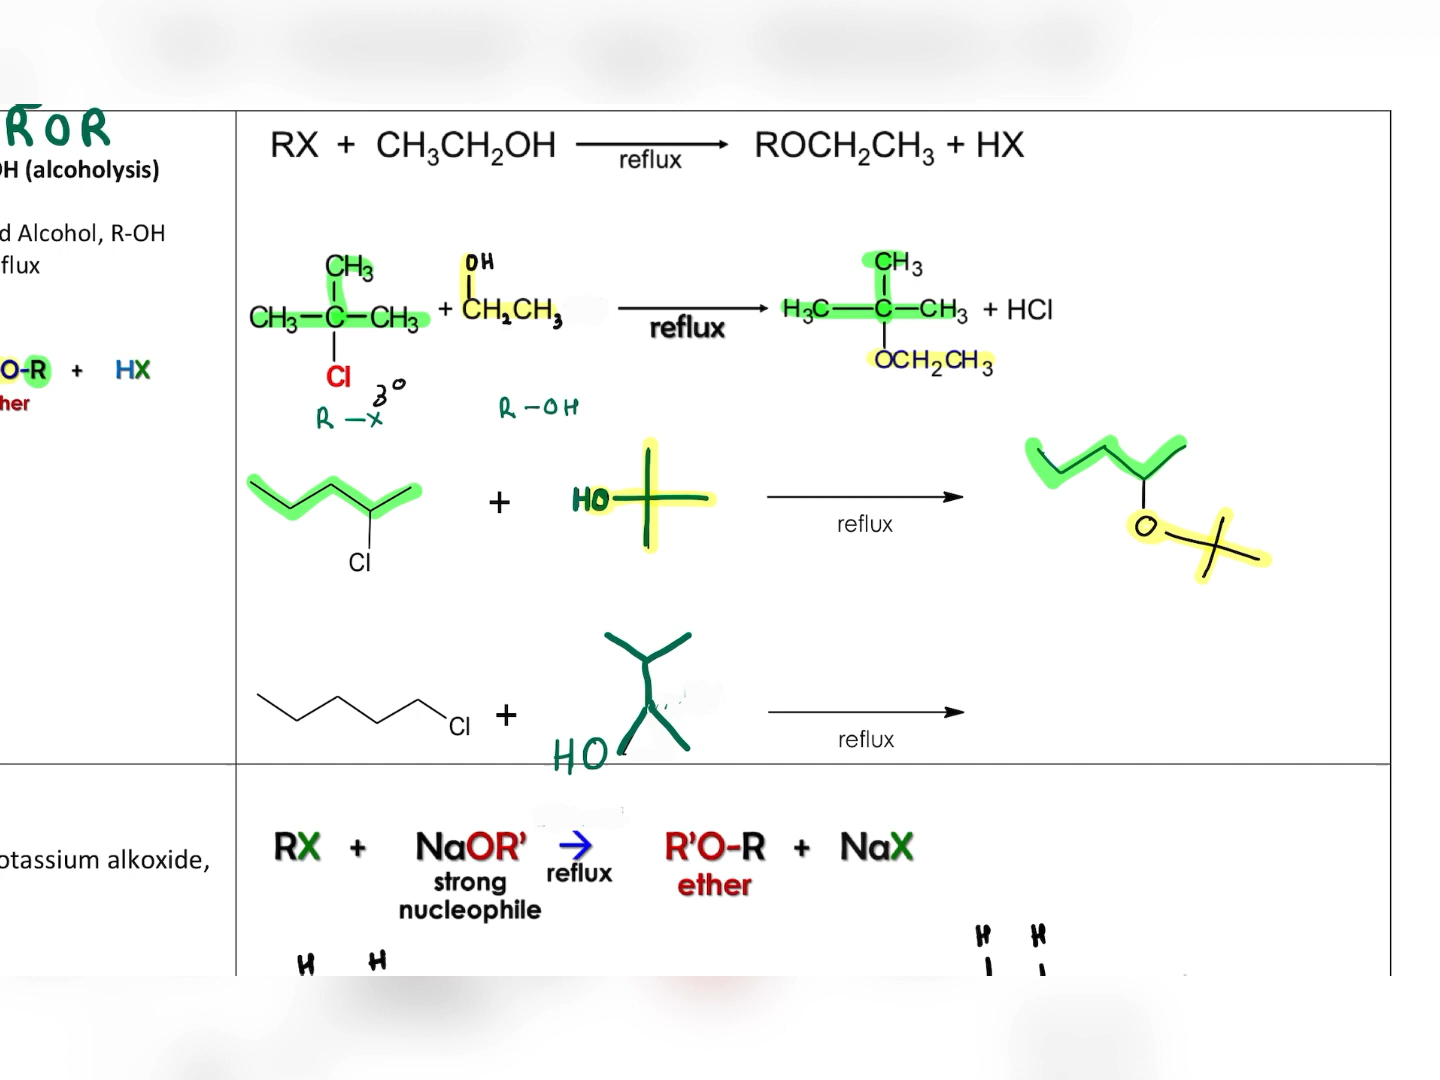 ROR
OH (alcoholysis)
d Alcohol, R-OH
flux
O-R + HX
her
RX + CH₃CH₂OH reflux ROCH₂CH₃ + HX
CH₃
CH₃-C-CH₃
Cl
3°
R-X
+
OH
CH₂CH₃
R-OH
reflux
CH₃
H₃C-C-CH₃ + HCl
OCH₂CH₃
Cl
+
HO
reflux
O
Cl
+
HO
reflux
otassium alkoxide,
RX + NaOR' → R'O-R + NaX
strong
nucleophile
reflux
ether
H H
H H